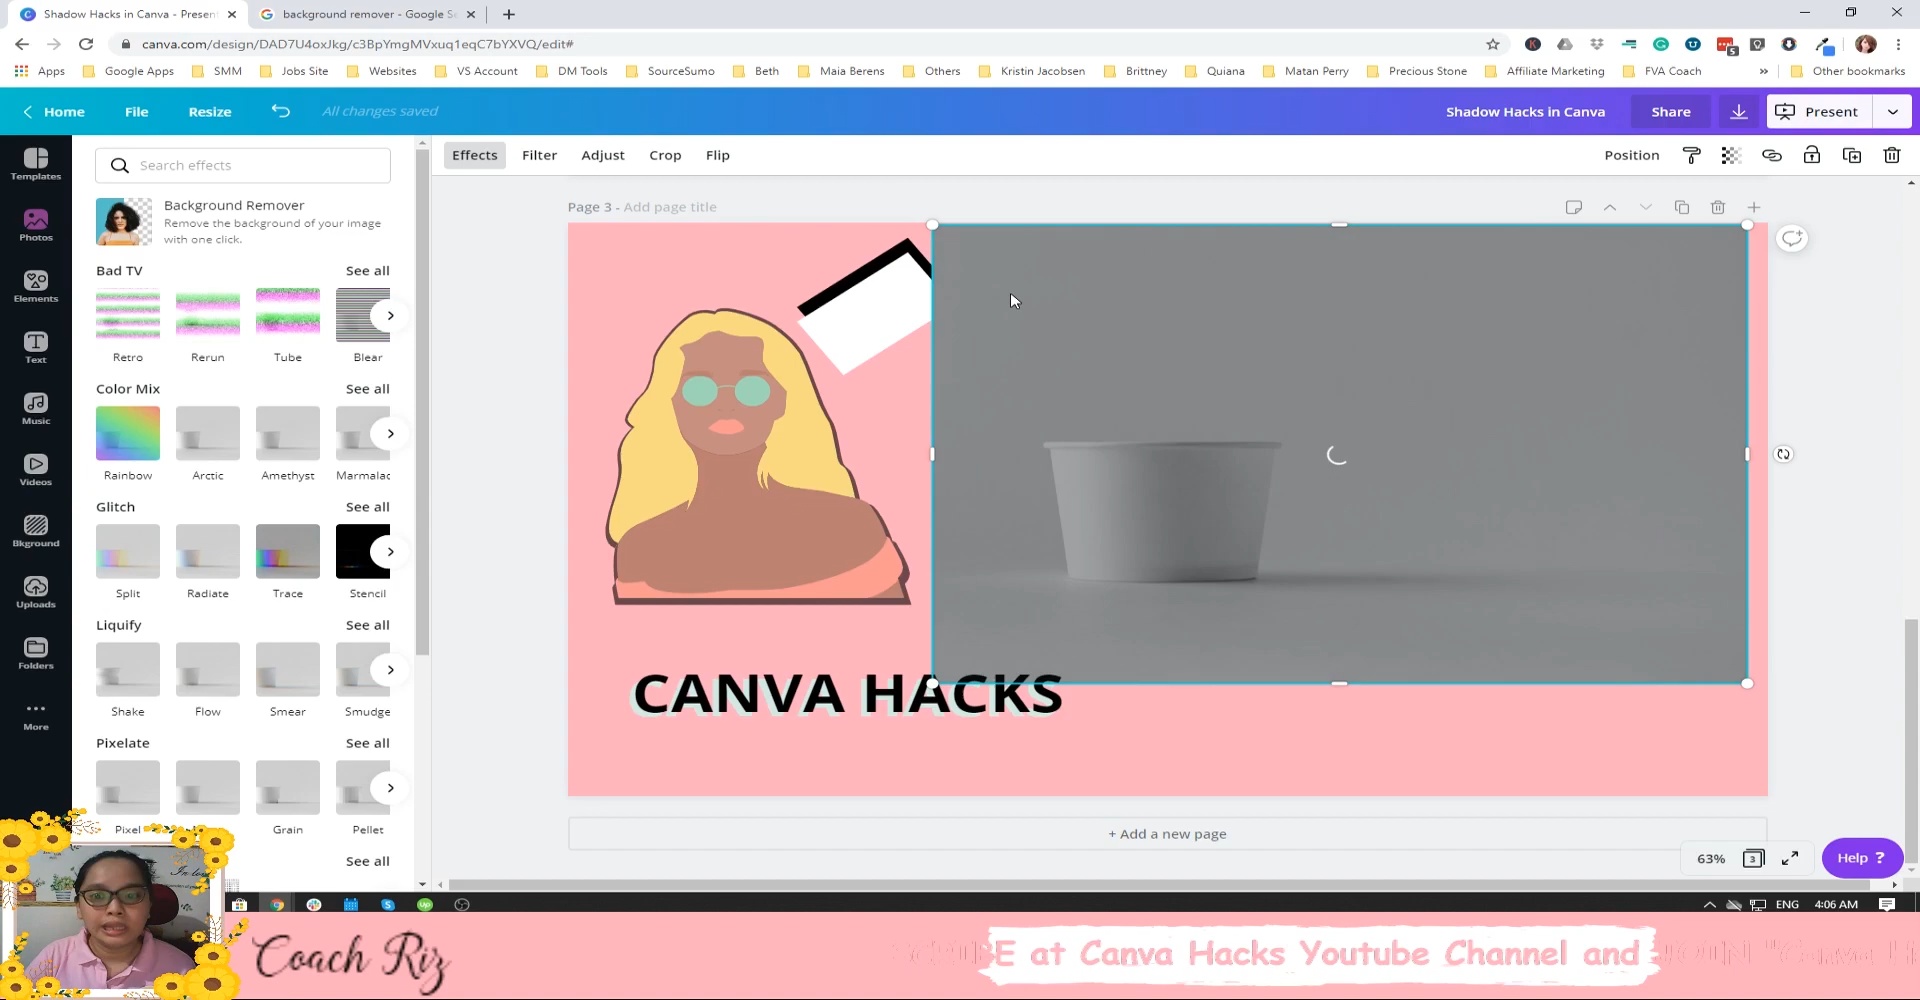 Shadow Hacks in Canva - Present
background remover - Google Se
canva.com/design/DAD7U4oxJkg/c3BpYmgMVxuq1eqC7bYXVQ/edit#
Apps
Google Apps
SMM
Jobs Site
Websites
VS Account
DM Tools
SourceSumo
Beth
Maia Berens
Others
Kristin Jacobsen
Brittney
Quiana
Matan Perry
Precious Stone
Affiliate Marketing
FVA Coach
»
Other bookmarks
Home
File
Resize
All changes saved
Shadow Hacks in Canva
Share
Present
Templates
Photos
Elements
Text
Music
Videos
Bkground
Uploads
Folders
More
Search effects
Background Remover
Remove the background of your image
with one click.
Bad TV
See all
Retro
Rerun
Tube
Blear
Color Mix
See all
Rainbow
Arctic
Amethyst
Marmalac
Glitch
See all
Split
Radiate
Trace
Stencil
Liquify
See all
Shake
Flow
Smear
Smudge
Pixelate
See all
Pixel
Grain
Pellet
See all
Effects
Filter
Adjust
Crop
Flip
Position
Page 3 - Add page title
CANVA HACKS
+ Add a new page
63%
3
Help ?
ENG
4:06 AM
Coach Riz
at Canva Hacks Youtube Channel and JOIN